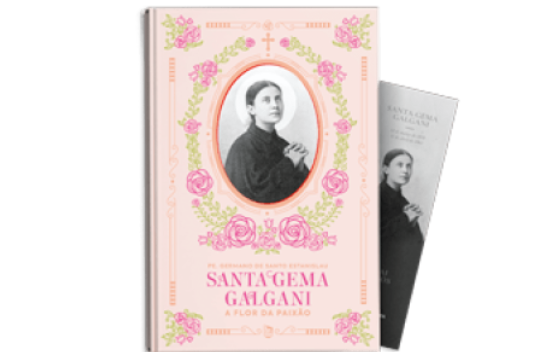 PE. GERMANO DE SANTO ESTANISLAU
SANTA GEMA
GALGANI
A FLOR DA PAIXÃO
SANTA GEMA
GALGANI